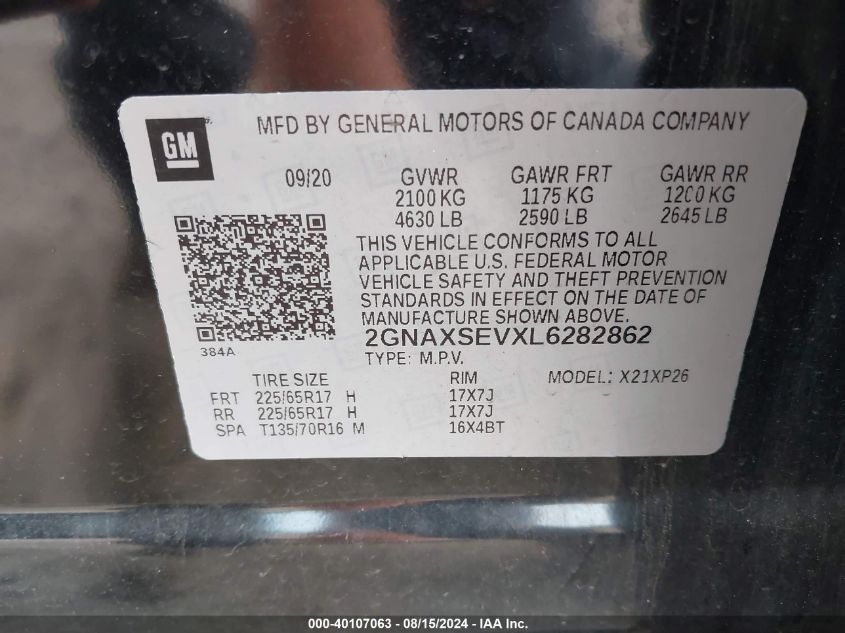 GM
MFD BY GENERAL MOTORS OF CANADA COMPANY
09/20 GVWR GAWR FRT GAWR RR
2100 KG 1175 KG 1200 KG
4630 LB 2590 LB 2645 LB
THIS VEHICLE CONFORMS TO ALL
APPLICABLE U.S. FEDERAL MOTOR
VEHICLE SAFETY AND THEFT PREVENTION
STANDARDS IN EFFECT ON THE DATE OF
MANUFACTURE SHOWN ABOVE.
384A
2GNAXSEVXL6282862
TYPE: M.P.V.
TIRE SIZE RIM MODEL: X21XP26
FRT 225/65R17 H 17X7J
RR 225/65R17 H 17X7J
SPA T135/70R16 M 16X4BT
000-40107063 - 08/15/2024 - IAA Inc.